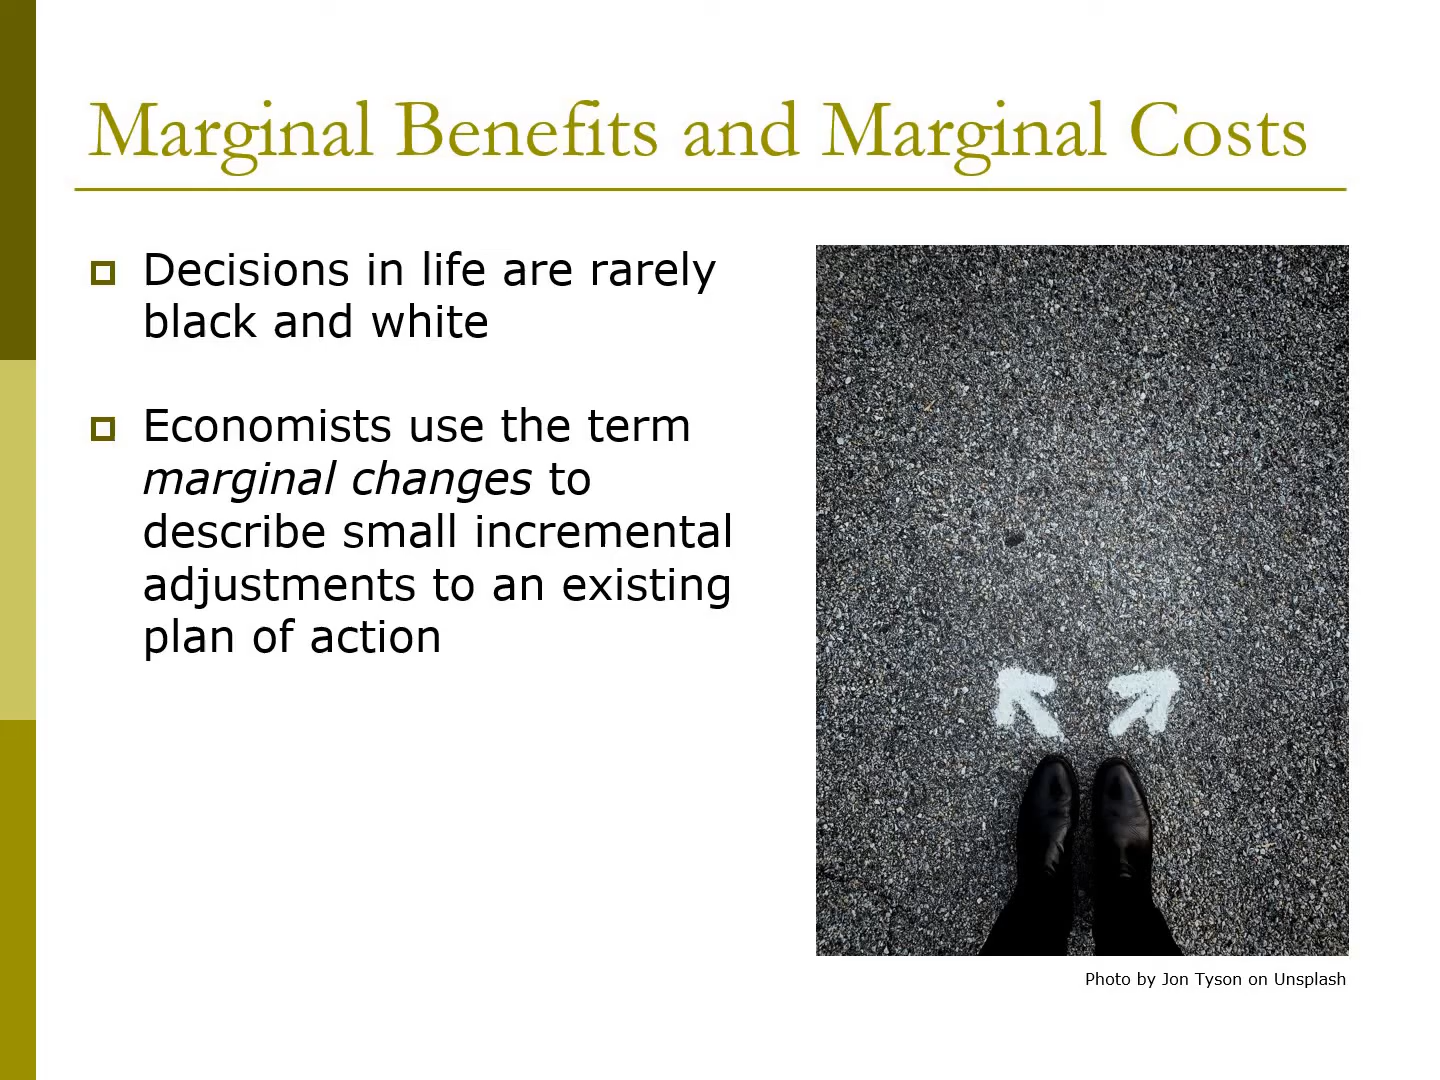 Marginal Benefits and Marginal Costs
Decisions in life are rarely
black and white
Economists use the term
marginal changes to
describe small incremental
adjustments to an existing
plan of action
Photo by Jon Tyson on Unsplash